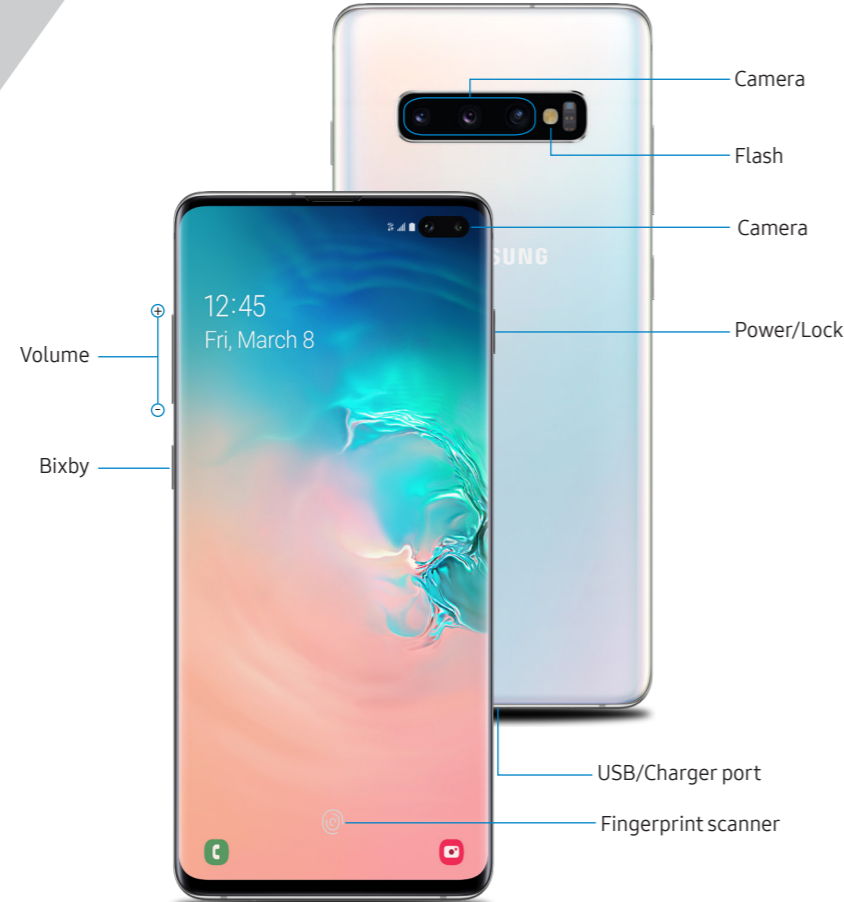 Camera
Flash
Camera
SUNG
12:45
Fri, March 8
Power/Lock
Volume
+
-
Bixby
USB/Charger port
Fingerprint scanner